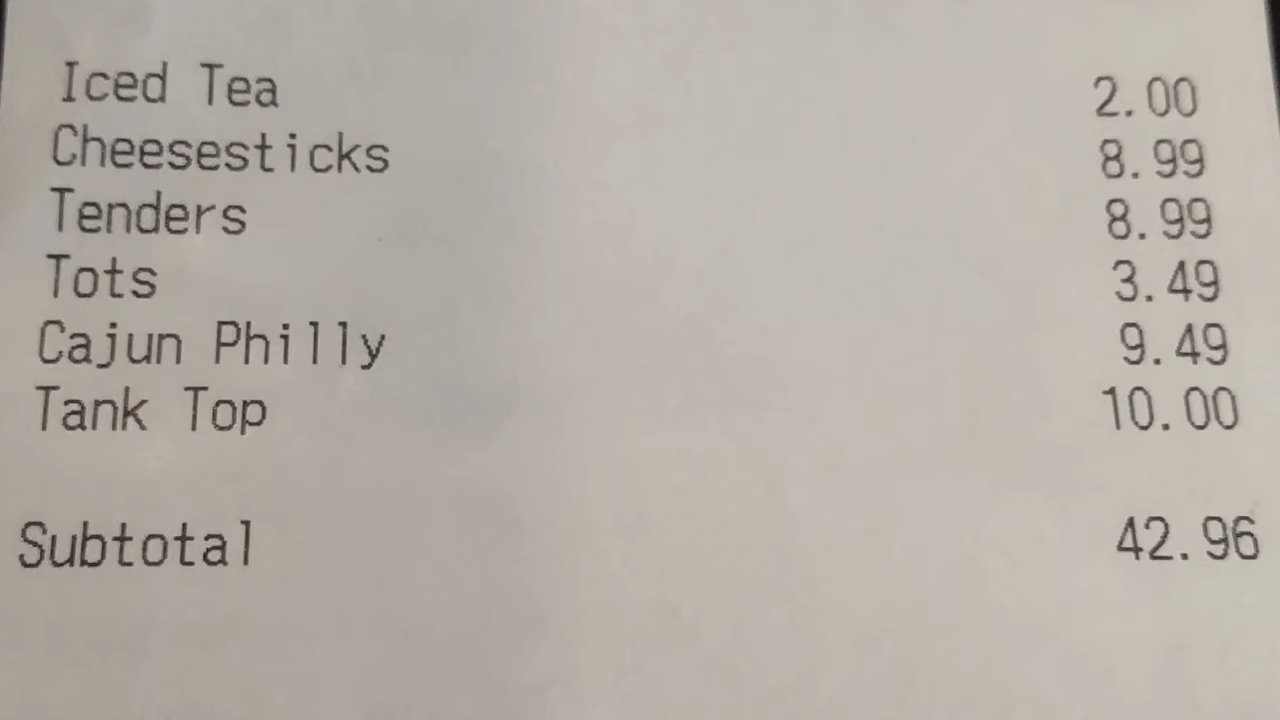 Iced Tea 2.00
Cheesesticks 8.99
Tenders 8.99
Tots 3.49
Cajun Philly 9.49
Tank Top 10.00
Subtotal 42.96